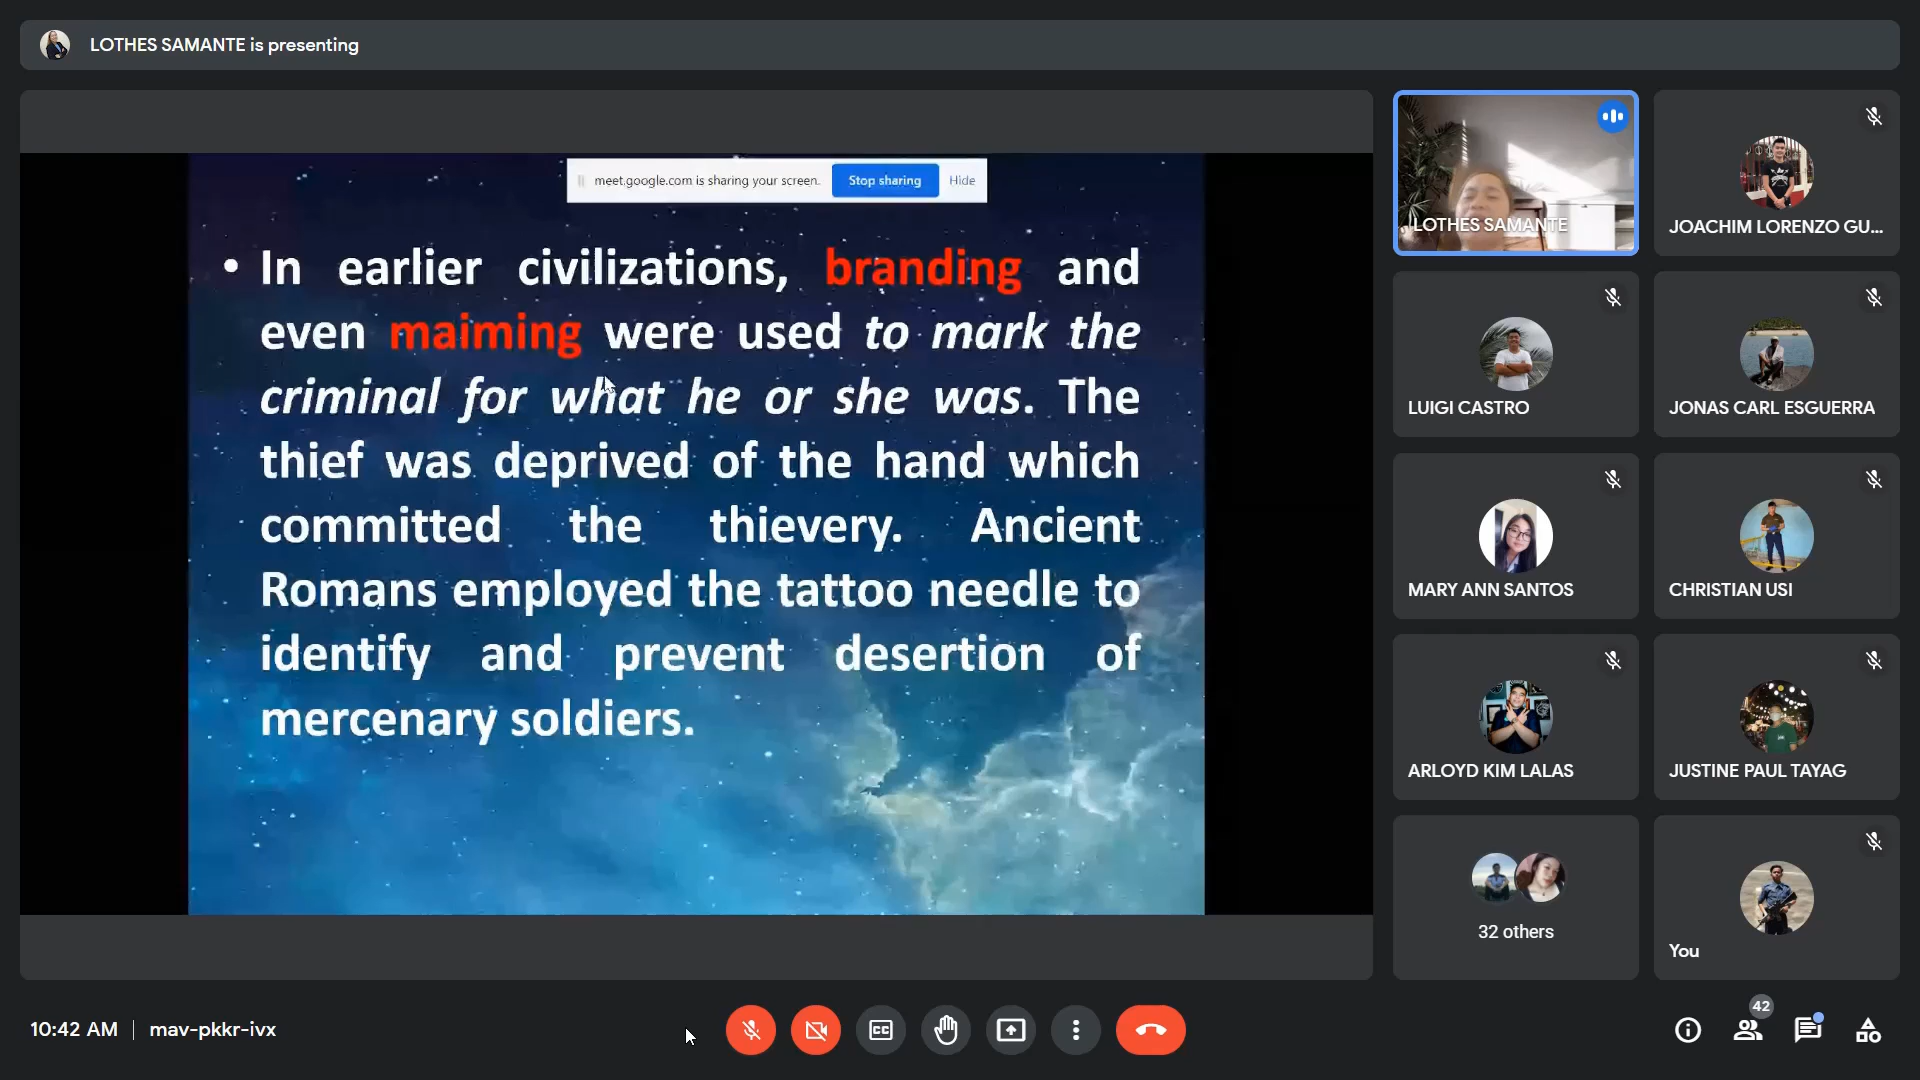 LOTHES SAMANTE is presenting
meet.google.com is sharing your screen.
Stop sharing
Hide
• In earlier civilizations, branding and
even maiming were used to mark the
criminal for what he or she was. The
thief was deprived of the hand which
committed the thievery. Ancient
Romans employed the tattoo needle to
identify and prevent desertion of
mercenary soldiers.
LOTHES SAMANTE
JOACHIM LORENZO GU...
LUIGI CASTRO
JONAS CARL ESGUERRA
MARY ANN SANTOS
CHRISTIAN USI
ARLOYD KIM LALAS
JUSTINE PAUL TAYAG
32 others
You
10:42 AM | mav-pkkr-ivx
CC
42